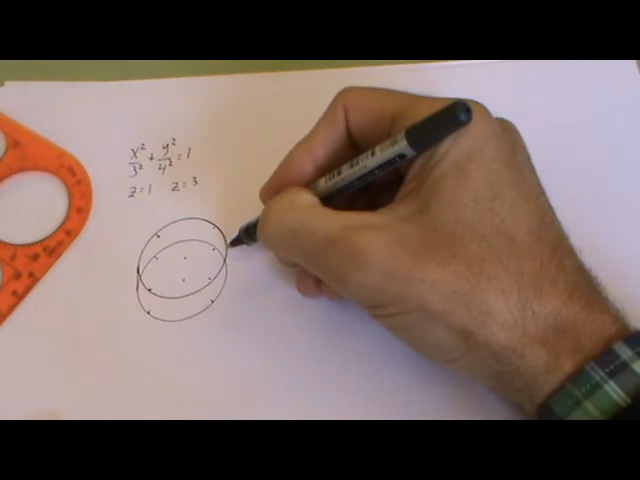 x²/3² + y²/4² = 1
z=1 z=3